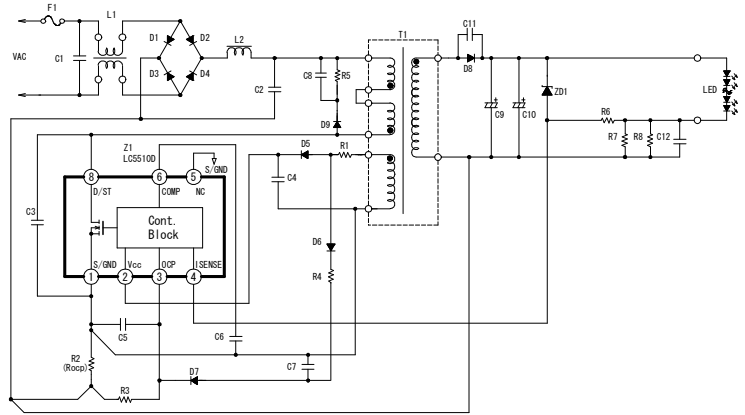 F1
L1
VAC
C1
D1
D2
D3
D4
L2
C2
C8
R5
D9
T1
C11
D8
C9
C10
ZD1
LED
R6
R7
R8
C12
Z1
LC5510D
S/GND
D5
R1
C4
8
6
5
D/ST
COMP
NC
C3
Cont.
Block
D6
R4
S/GND
Vcc
OCP
ISENSE
1
2
3
4
C5
C6
C7
R2
(Rocp)
R3
D7
+
+